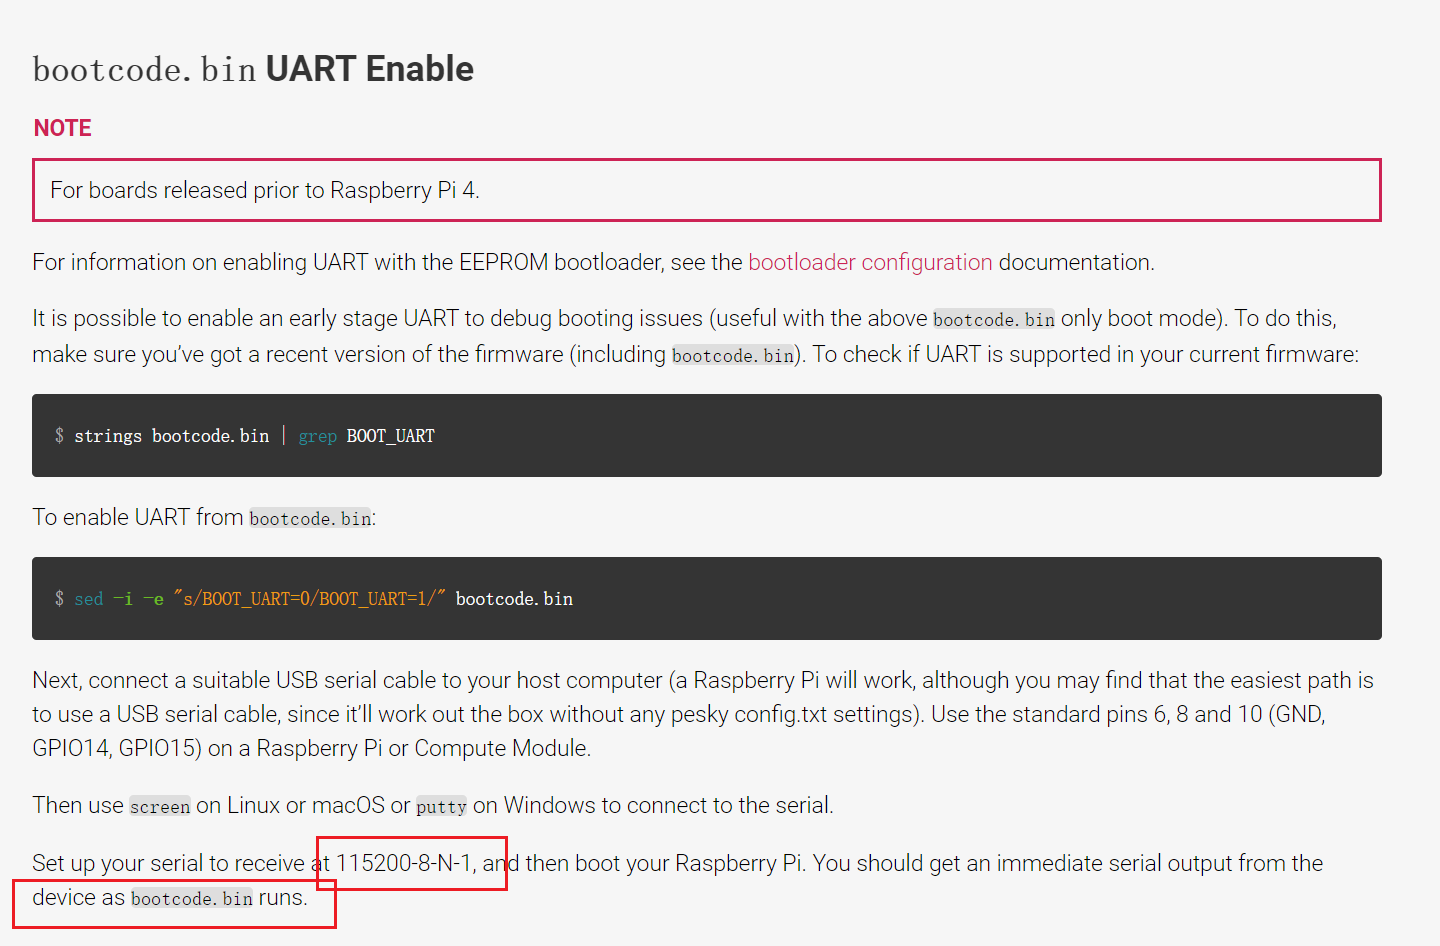 bootcode.bin UART Enable
NOTE
For boards released prior to Raspberry Pi 4.
For information on enabling UART with the EEPROM bootloader, see the bootloader configuration documentation.
It is possible to enable an early stage UART to debug booting issues (useful with the above bootcode.bin only boot mode). To do this,
make sure you’ve got a recent version of the firmware (including bootcode.bin). To check if UART is supported in your current firmware:
$ strings bootcode.bin | grep BOOT_UART
To enable UART from bootcode.bin:
$ sed -i -e "s/BOOT_UART=0/BOOT_UART=1/" bootcode.bin
Next, connect a suitable USB serial cable to your host computer (a Raspberry Pi will work, although you may find that the easiest path is
to use a USB serial cable, since it’ll work out the box without any pesky config.txt settings). Use the standard pins 6, 8 and 10 (GND,
GPIO14, GPIO15) on a Raspberry Pi or Compute Module.
Then use screen on Linux or macOS or putty on Windows to connect to the serial.
Set up your serial to receive at 115200-8-N-1, and then boot your Raspberry Pi. You should get an immediate serial output from the
device as bootcode.bin runs.